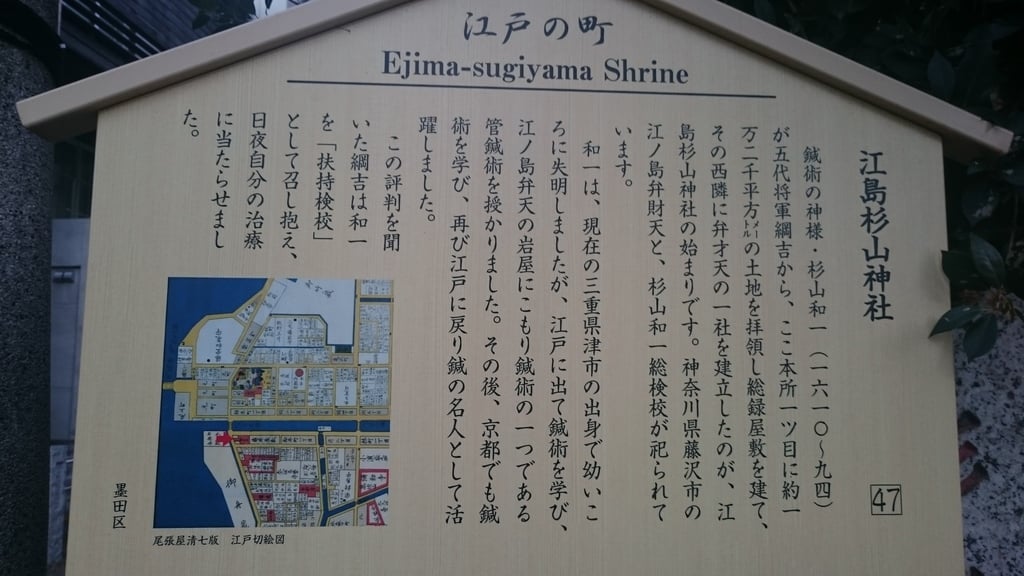 江戸の町
Ejima-sugiyama Shrine
江島杉山神社
47
鍼術の神様・杉山和一（一六一〇～九四）
が五代将軍綱吉から、ここ本所一ツ目に約一
万二千平方メートルの土地を拝領し総録屋敷を建て、
その西隣に弁才天の一社を建立したのが、江
島杉山神社の始まりです。神奈川県藤沢市の
江ノ島弁財天と、杉山和一総検校が祀られて
います。
和一は、現在の三重県津市の出身で幼いこ
ろに失明しましたが、江戸に出て鍼術を学び、
江ノ島弁天の岩屋にこもり鍼術の一つである
管鍼術を授かりました。その後、京都でも鍼
術を学び、再び江戸に戻り鍼の名人として活
躍しました。
この評判を聞
いた綱吉は和一
を「扶持検校」
として召し抱え、
日夜自分の治療
に当たらせまし
た。
尾張屋清七版　江戸切絵図
墨田区